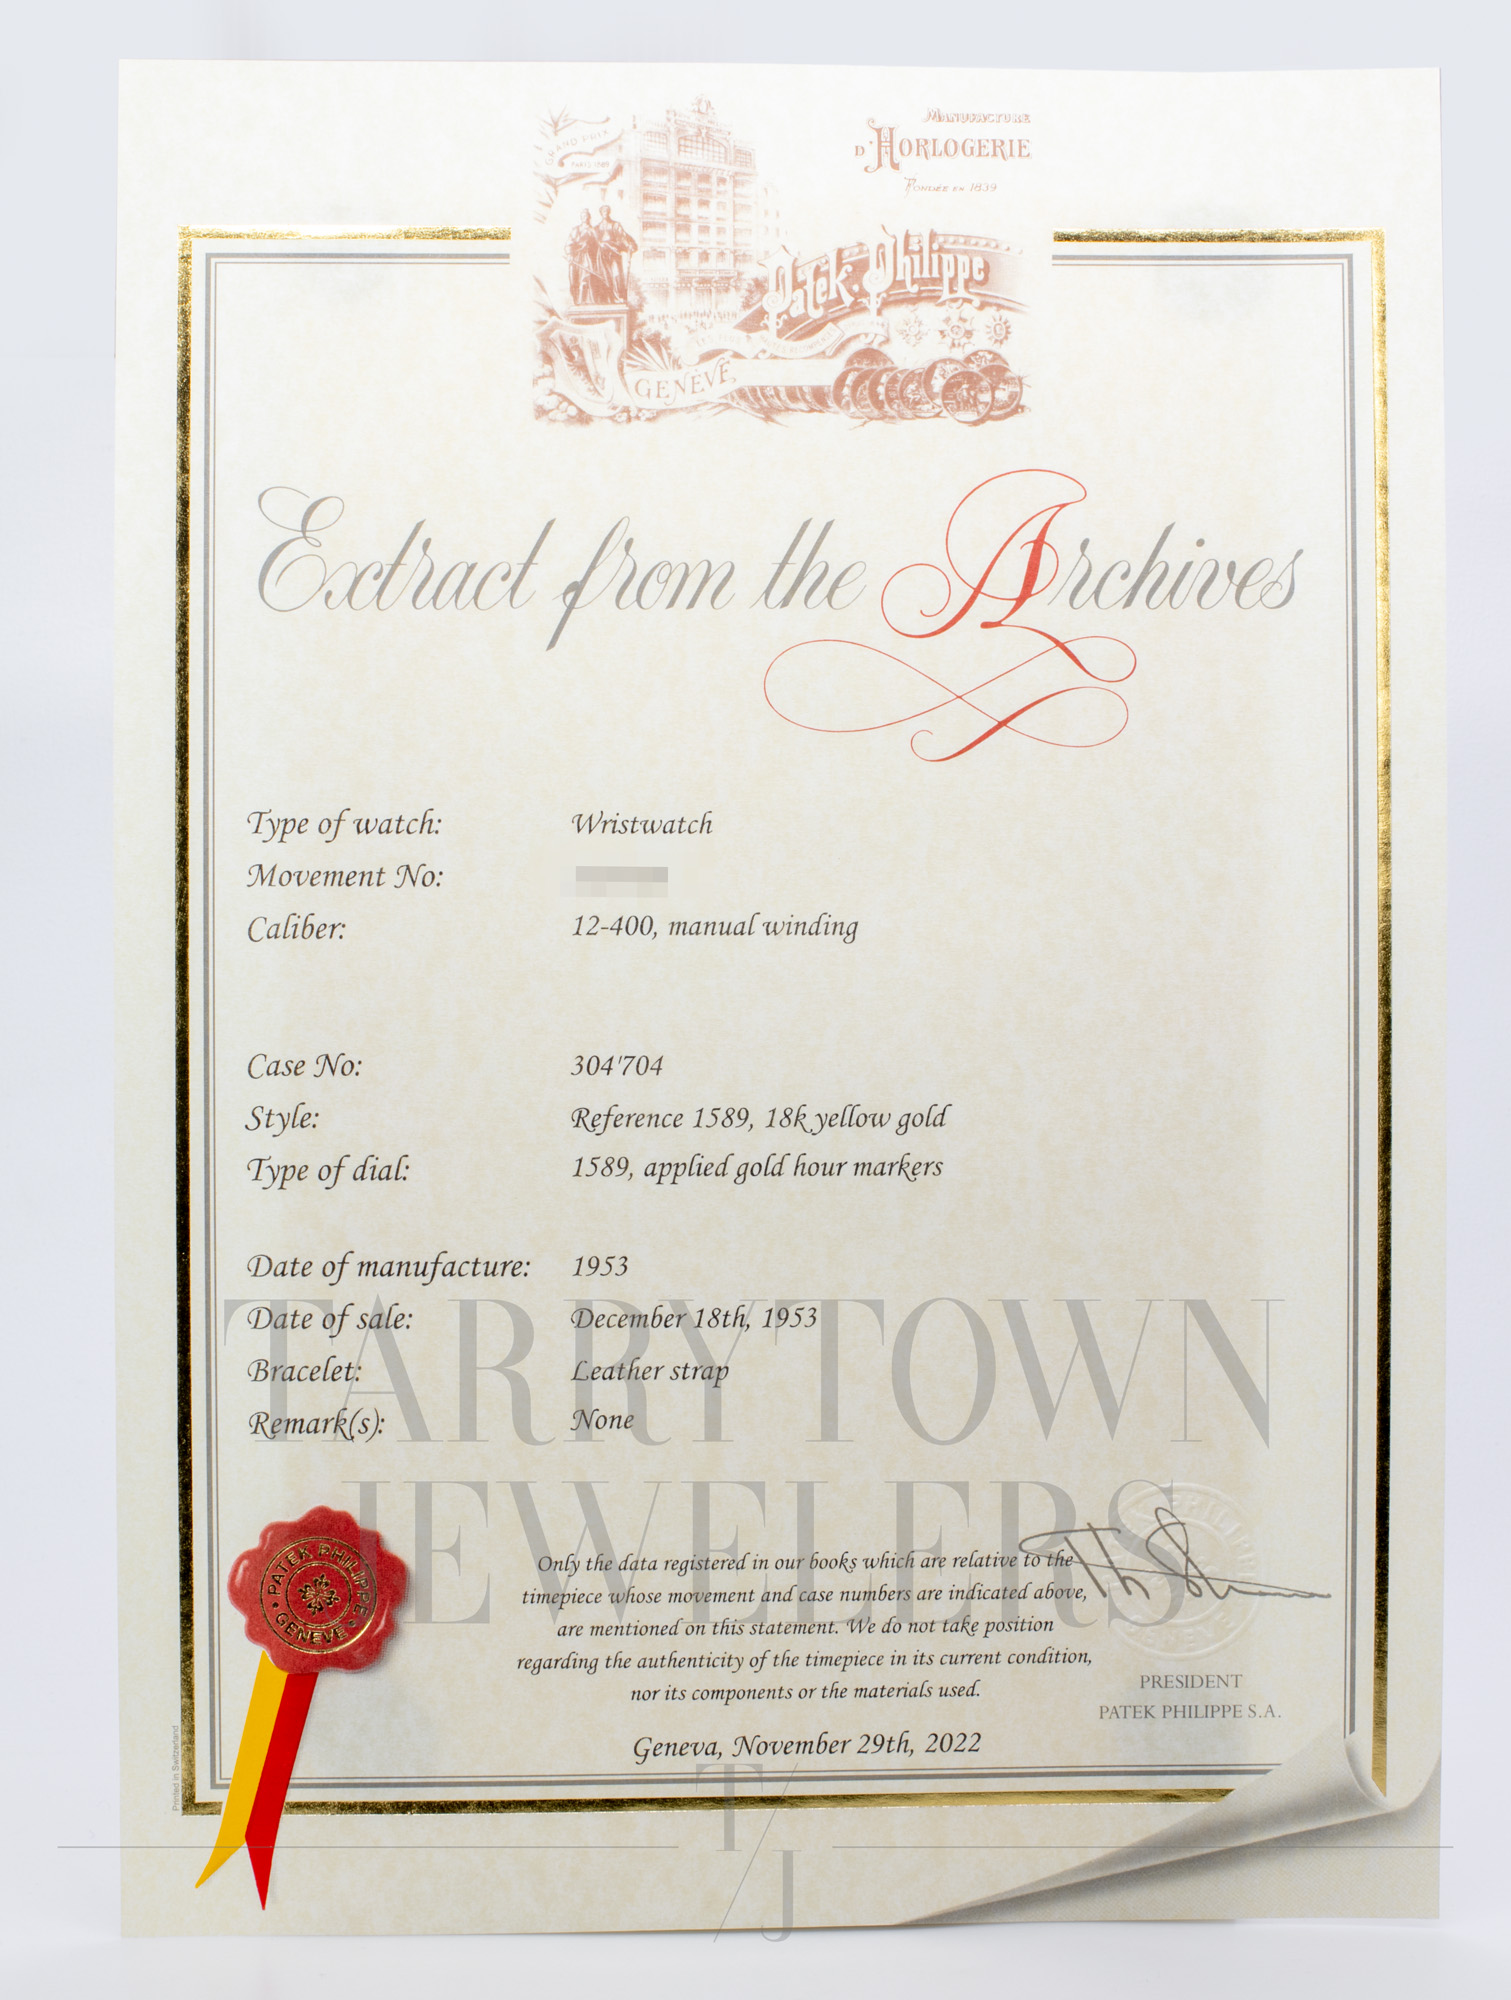 MANUFACTURE
D'HORLOGERIE
FONDÉE EN 1839
GRAND PRIX
PARIS 1889
Patek. Philippe
GENÈVE
Extract from the Archives
Type of watch: Wristwatch
Movement No:
Caliber: 12-400, manual winding
Case No: 304'704
Style: Reference 1589, 18k yellow gold
Type of dial: 1589, applied gold hour markers
Date of manufacture: 1953
Date of sale: December 18th, 1953
Bracelet: Leather strap
Remark(s): None
TARRYTOWN
JEWELERS
PATEK PHILIPPE
GENEVE
Only the data registered in our books which are relative to the
timepiece whose movement and case numbers are indicated above,
are mentioned on this statement. We do not take position
regarding the authenticity of the timepiece in its current condition,
nor its components or the materials used.
PRESIDENT
PATEK PHILIPPE S.A.
Geneva, November 29th, 2022
Printed in Switzerland
T/J